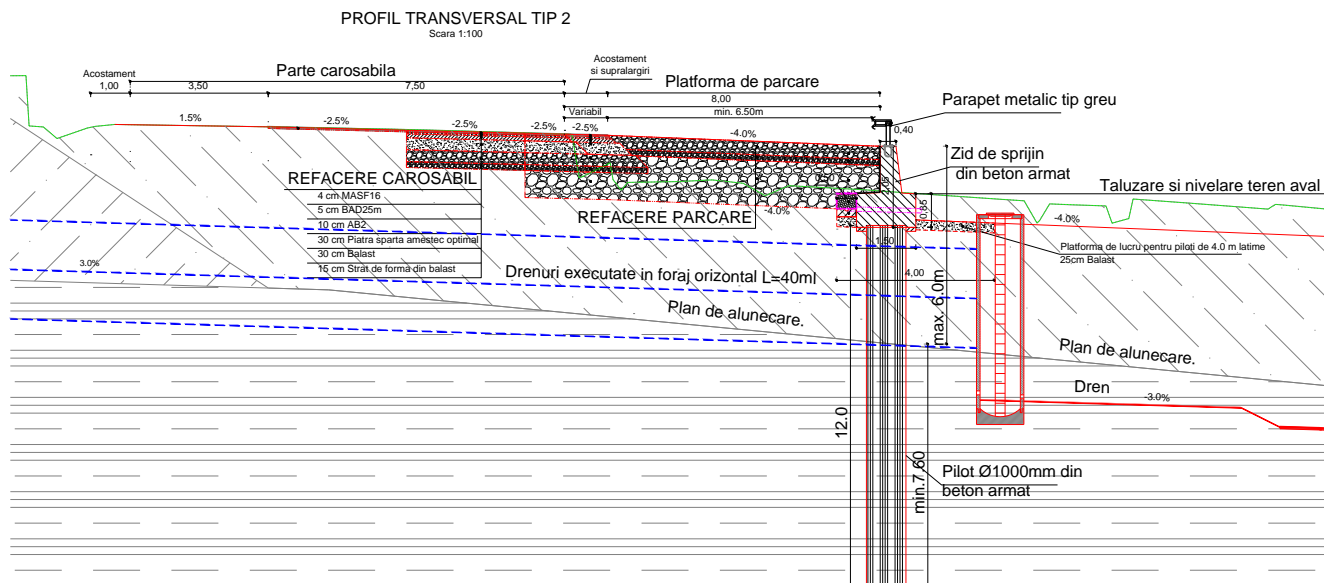 PROFIL TRANSVERSAL TIP 2
Scara 1:100
Acostament
Parte carosabila
Acostament
si supralargiri
Platforma de parcare
1,00
3,50
7,50
8,00
Variabil
min. 6.50m
Parapet metalic tip greu
0,40
1.5%
-2.5%
-2.5%
-2.5%
-2.5%
-4.0%
Zid de sprijin
din beton armat
REFACERE CAROSABIL
4 cm MASF16
5 cm BAD25m
10 cm AB2
30 cm Piatra sparta amestec optimal
30 cm Balast
15 cm Strat de forma din balast
REFACERE PARCARE
-4.0%
0,85
Taluzare si nivelare teren aval
-4.0%
Platforma de lucru pentru piloți de 4.0 m latime
25cm Balast
1,50
3.0%
Drenuri executate in foraj orizontal L=40ml
4,00
max. 6.0m
Plan de alunecare.
Plan de alunecare.
Dren
-3.0%
12.0
min.7,60
Pilot Ø1000mm din
beton armat